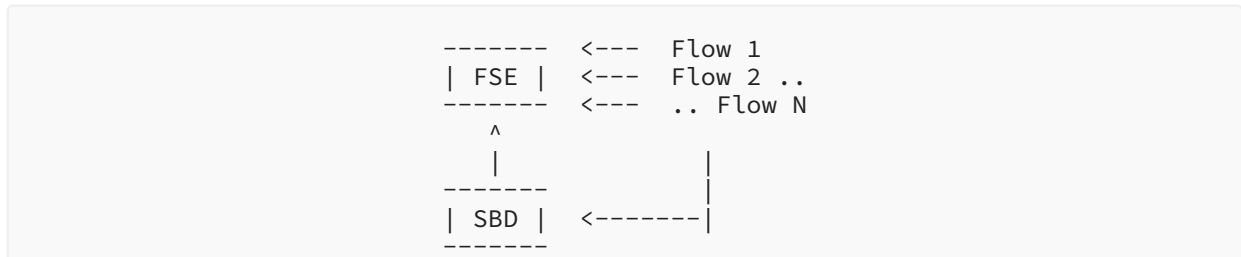 ------- <--- Flow 1
| FSE | <--- Flow 2 ..
------- <--- .. Flow N
^
| |
------- |
| SBD | <-------|
-------